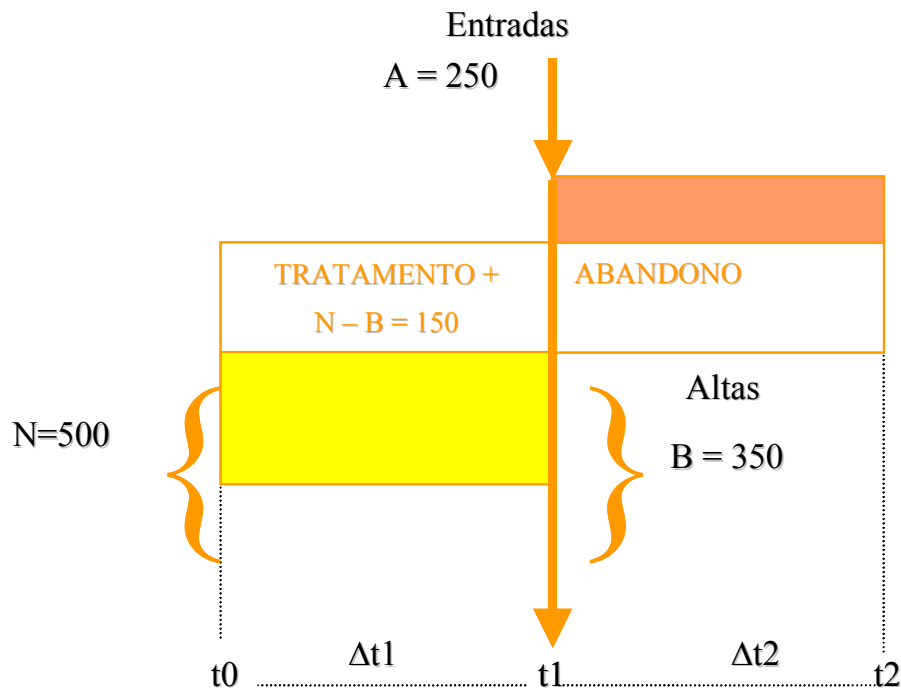 Entradas
A = 250
TRATAMENTO +
N – B = 150
ABANDONO
N=500
Altas
B = 350
t0
Δt1
t1
Δt2
t2